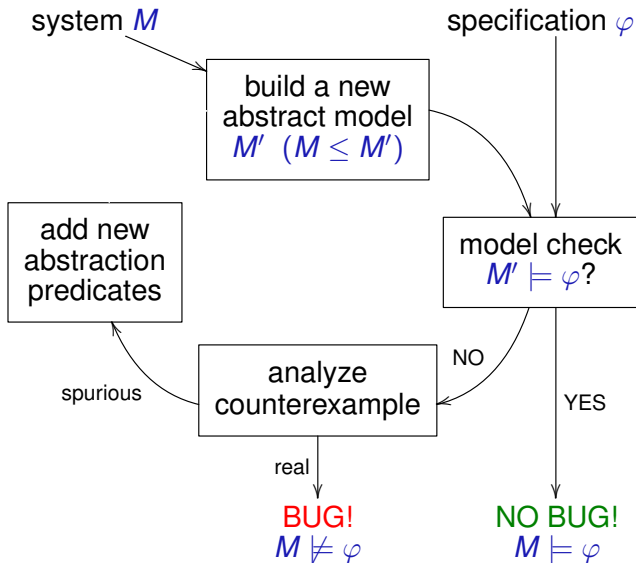 system M
specification φ
build a new
abstract model
M′ (M ≤ M′)
add new
abstraction
predicates
model check
M′ ⊨ φ?
analyze
counterexample
NO
spurious
YES
real
BUG!
M ⊭ φ
NO BUG!
M ⊨ φ